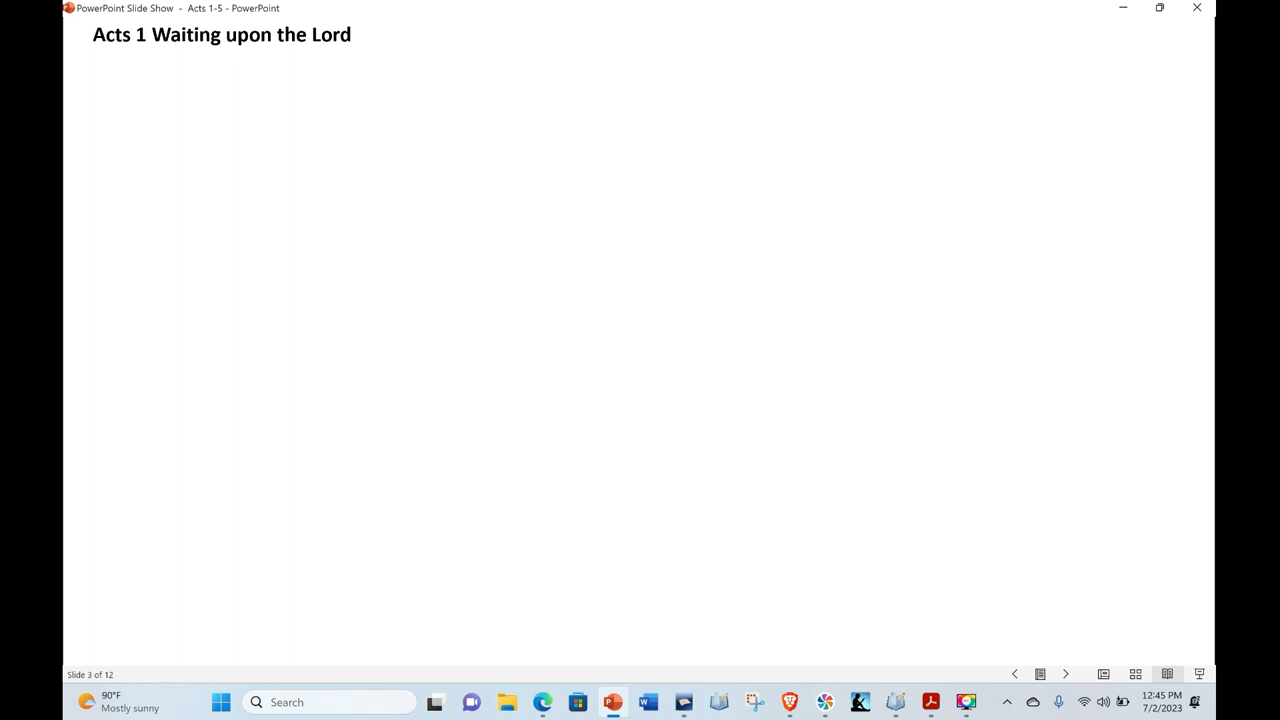 PowerPoint Slide Show - Acts 1-5 - PowerPoint
Acts 1 Waiting upon the Lord
Slide 3 of 12
90°F
Mostly sunny
Search
12:45 PM
7/2/2023